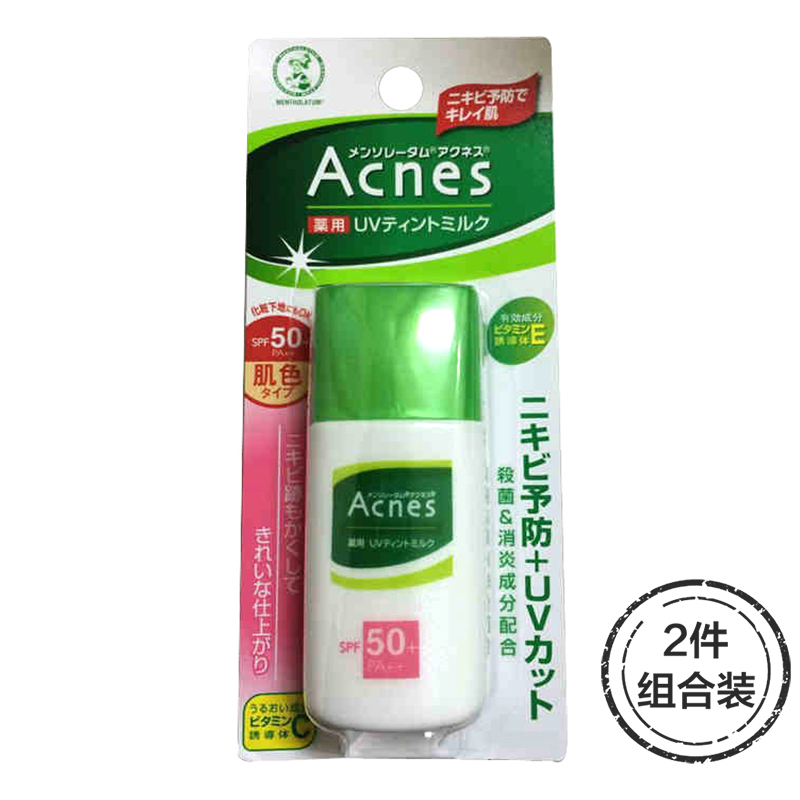 MENTHOLATUM
ニキビ予防で
キレイ肌
メンソレータム®アクネス®
Acnes
薬用 UVティントミルク
化粧下地にもOK
SPF 50+
PA++
肌色
タイプ
有効成分
ビタミンE
誘導体
ニキビ予防+UVカット
殺菌&消炎成分配合
ニキビ跡もかくして
きれいな仕上がり
メンソレータム®アクネス®
Acnes
薬用 UVティントミルク
SPF 50+
PA++
うるおい成
ビタミンC
誘導体
2件
组合装